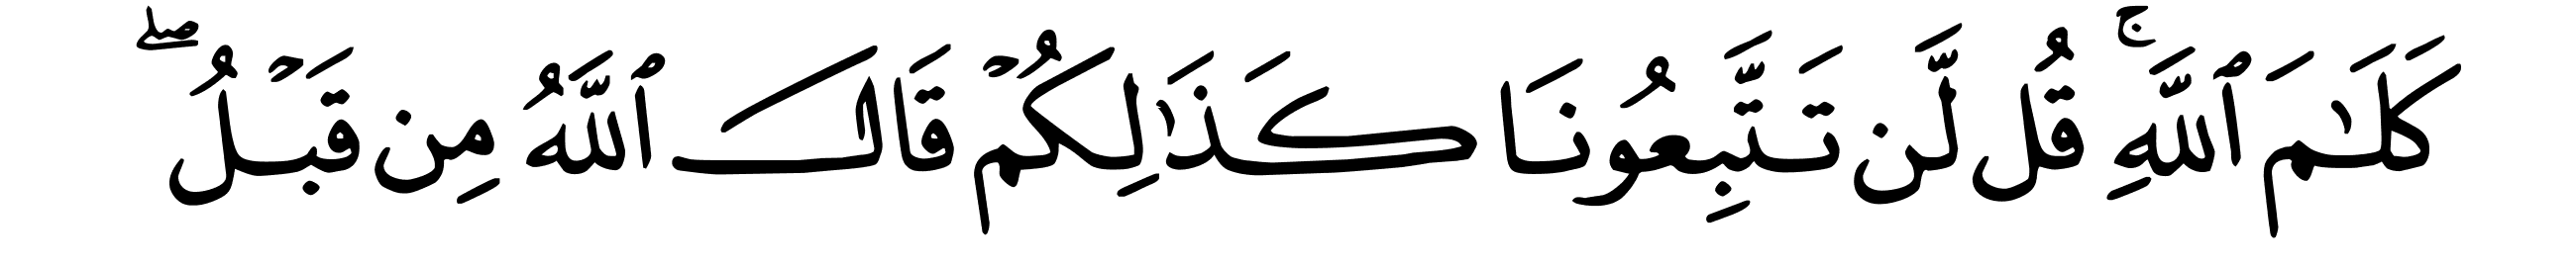 كَلَٰمَ ٱللَّهِۚ قُل لَّن تَتَّبِعُونَا كَذَٰلِكُمْ قَالَ ٱللَّهُ مِن قَبْلُۖ